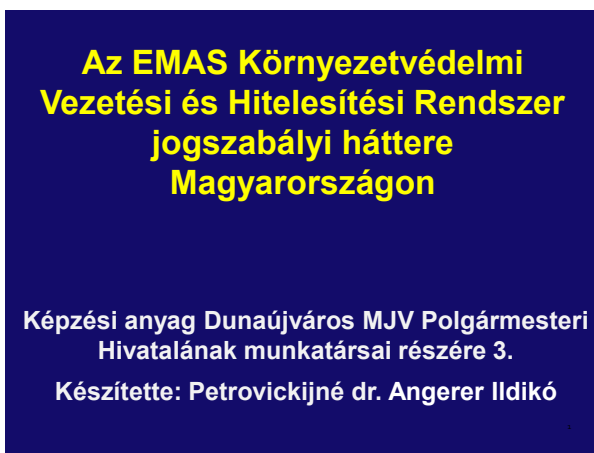 Az EMAS Környezetvédelmi
Vezetési és Hitelesítési Rendszer
jogszabályi háttere
Magyarországon
Képzési anyag Dunaújváros MJV Polgármesteri
Hivatalának munkatársai részére 3.
Készítette: Petrovickijné dr. Angerer Ildikó